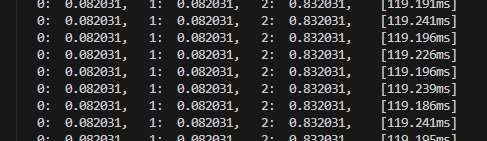 0: 0.082031, 1: 0.082031, 2: 0.832031, [119.191ms]
0: 0.082031, 1: 0.082031, 2: 0.832031, [119.241ms]
0: 0.082031, 1: 0.082031, 2: 0.832031, [119.196ms]
0: 0.082031, 1: 0.082031, 2: 0.832031, [119.226ms]
0: 0.082031, 1: 0.082031, 2: 0.832031, [119.196ms]
0: 0.082031, 1: 0.082031, 2: 0.832031, [119.239ms]
0: 0.082031, 1: 0.082031, 2: 0.832031, [119.186ms]
0: 0.082031, 1: 0.082031, 2: 0.832031, [119.241ms]
0: 0.082031, 1: 0.082031, 2: 0.832031, [119.195ms]